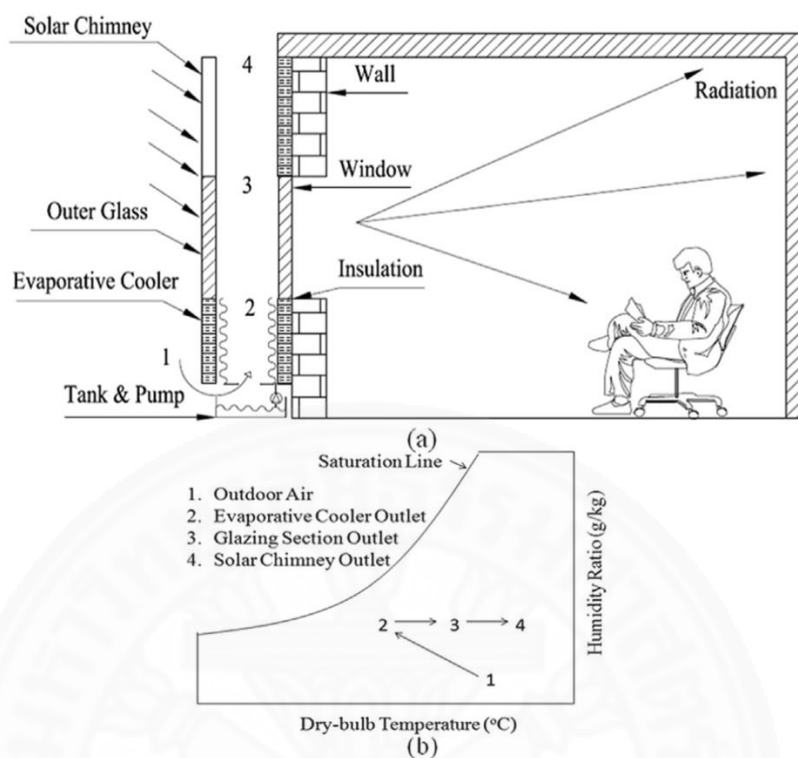 Solar Chimney
4
Wall
Radiation
3
Window
Outer Glass
Insulation
Evaporative Cooler
2
1
Tank & Pump
(a)
Saturation Line
1. Outdoor Air
2. Evaporative Cooler Outlet
3. Glazing Section Outlet
4. Solar Chimney Outlet
2 3 4
1
Humidity Ratio (g/kg)
Dry-bulb Temperature (°C)
(b)